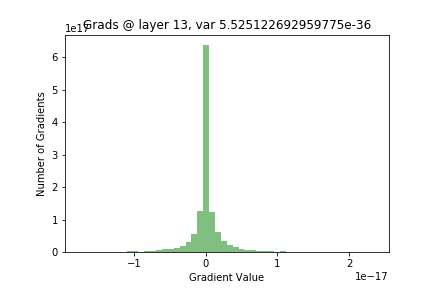 Grads @ layer 13, var 5.525122692959775e-36
1e17
6
5
4
3
2
1
0
Number of Gradients
−1
0
1
2
1e−17
Gradient Value